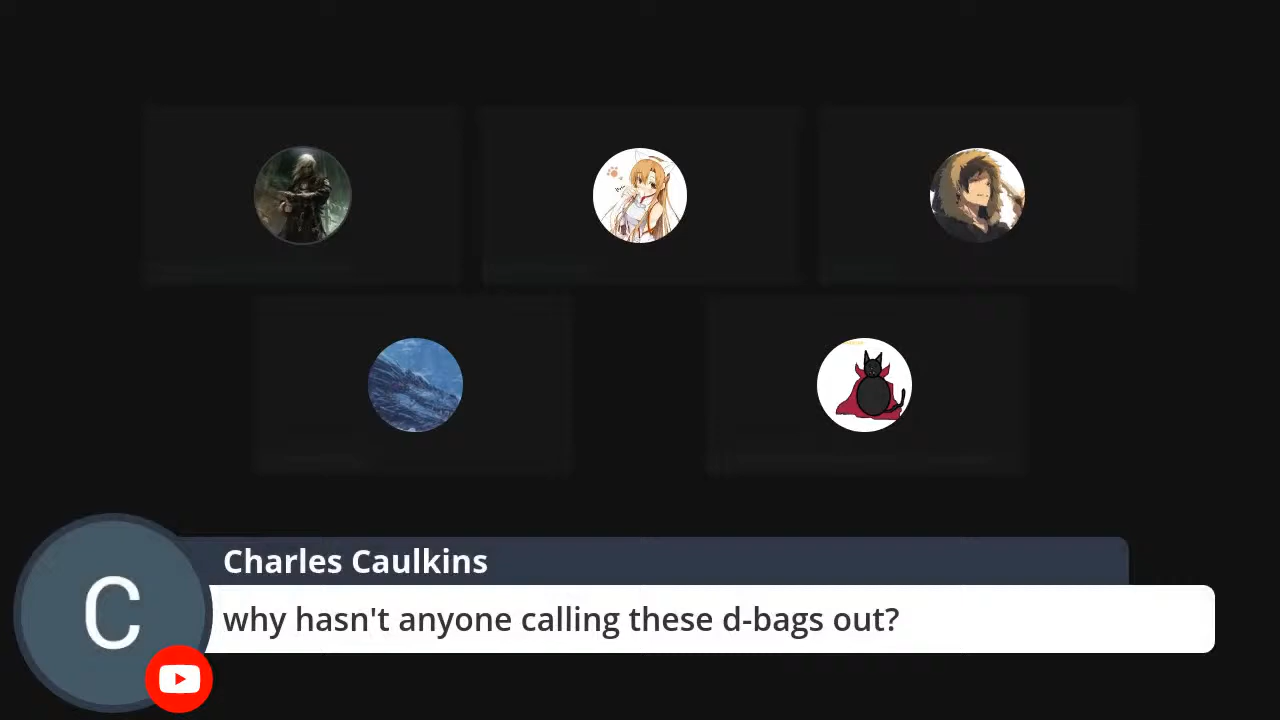 Charles Caulkins
C
why hasn't anyone calling these d-bags out?